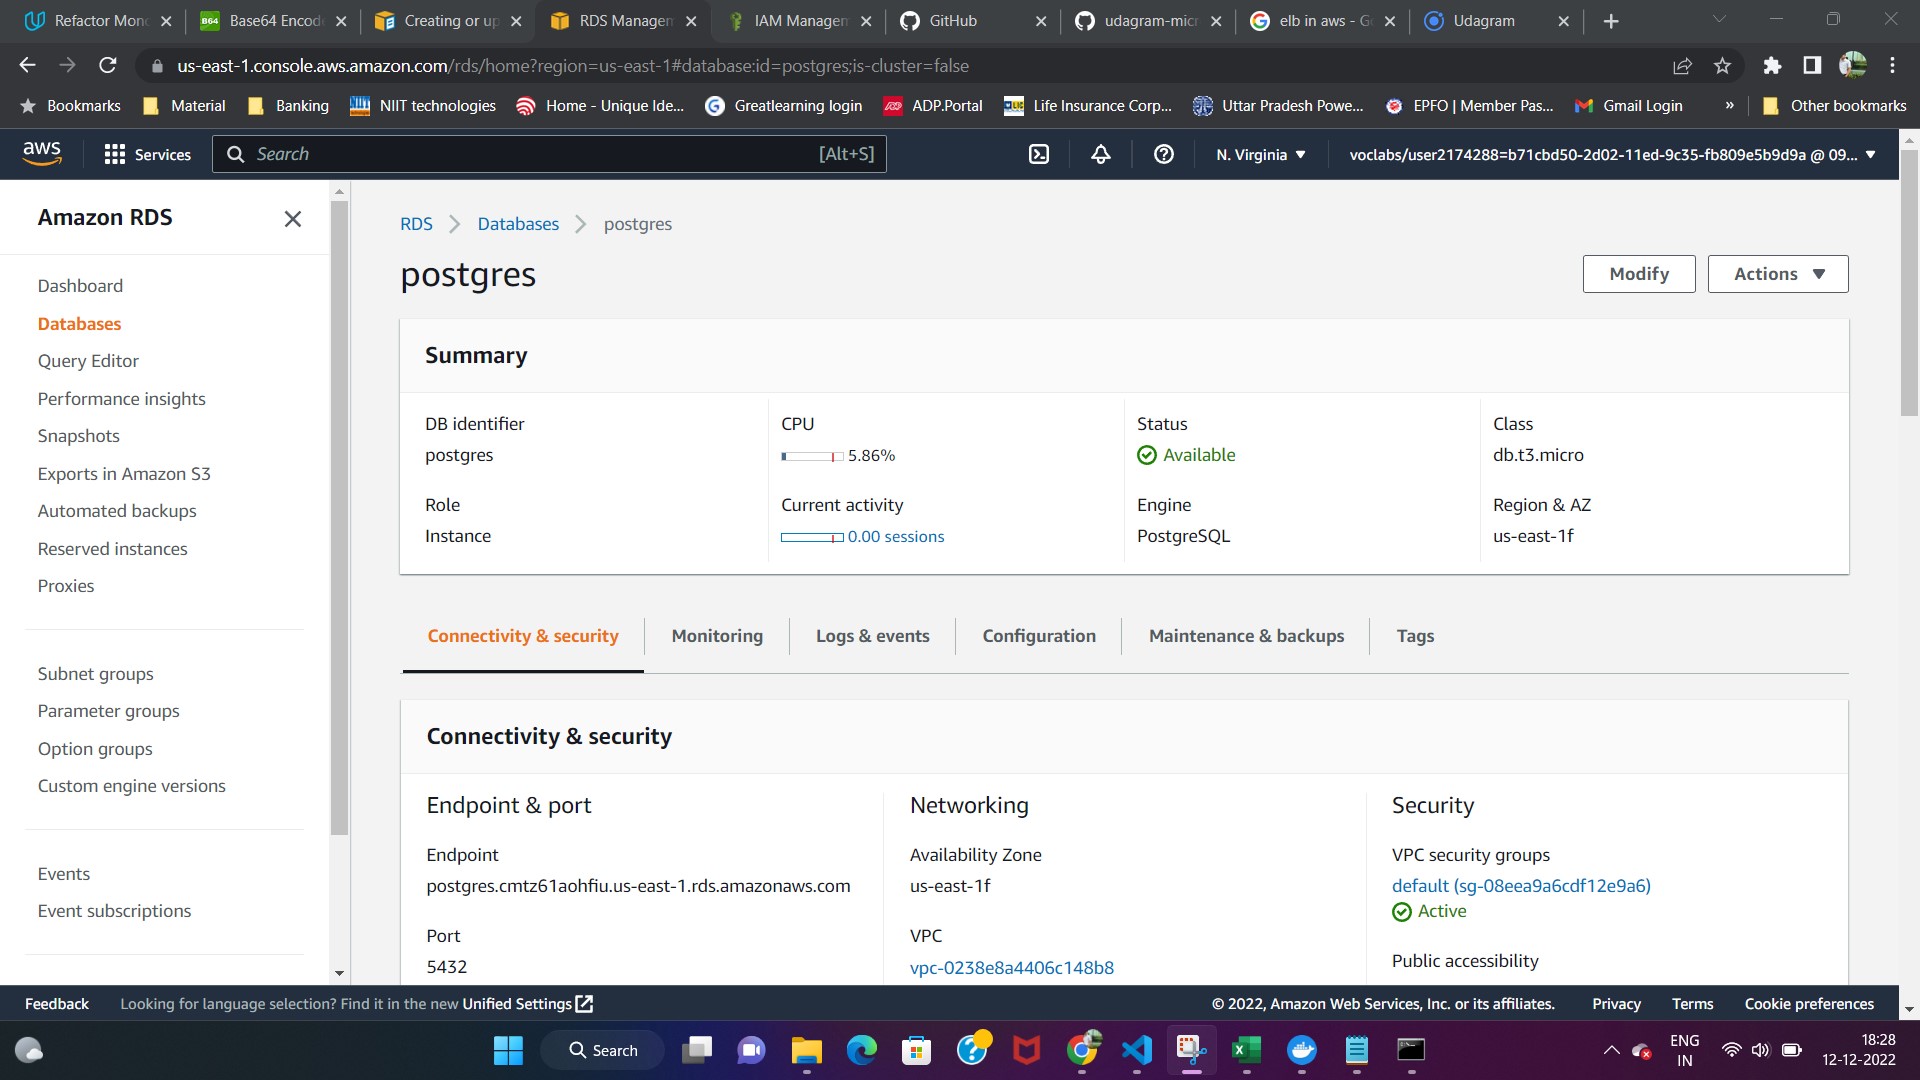 Refactor Mono
B64 Base64 Encode
Creating or up
RDS Managem
IAM Managem
GitHub
udagram-micr
elb in aws - Go
Udagram
us-east-1.console.aws.amazon.com/rds/home?region=us-east-1#database:id=postgres;is-cluster=false
Bookmarks
Material
Banking
NIIT technologies
Home - Unique Ide...
Greatlearning login
ADP.Portal
Life Insurance Corp...
Uttar Pradesh Powe...
EPFO | Member Pas...
Gmail Login
»
Other bookmarks
aws
Services
Search
[Alt+S]
N. Virginia
voclabs/user2174288=b71cbd50-2d02-11ed-9c35-fb809e5b9d9a @ 09...
Amazon RDS
Dashboard
Databases
Query Editor
Performance insights
Snapshots
Exports in Amazon S3
Automated backups
Reserved instances
Proxies
Subnet groups
Parameter groups
Option groups
Custom engine versions
Events
Event subscriptions
RDS
Databases
postgres
postgres
Modify
Actions
Summary
DB identifier
postgres
CPU
5.86%
Status
Available
Class
db.t3.micro
Role
Instance
Current activity
0.00 sessions
Engine
PostgreSQL
Region & AZ
us-east-1f
Connectivity & security
Monitoring
Logs & events
Configuration
Maintenance & backups
Tags
Connectivity & security
Endpoint & port
Endpoint
postgres.cmtz61aohfiu.us-east-1.rds.amazonaws.com
Port
5432
Networking
Availability Zone
us-east-1f
VPC
vpc-0238e8a4406c148b8
Security
VPC security groups
default (sg-08eea9a6cdf12e9a6)
Active
Public accessibility
Feedback
Looking for language selection? Find it in the new Unified Settings
© 2022, Amazon Web Services, Inc. or its affiliates.
Privacy
Terms
Cookie preferences
Search
ENG
IN
18:28
12-12-2022